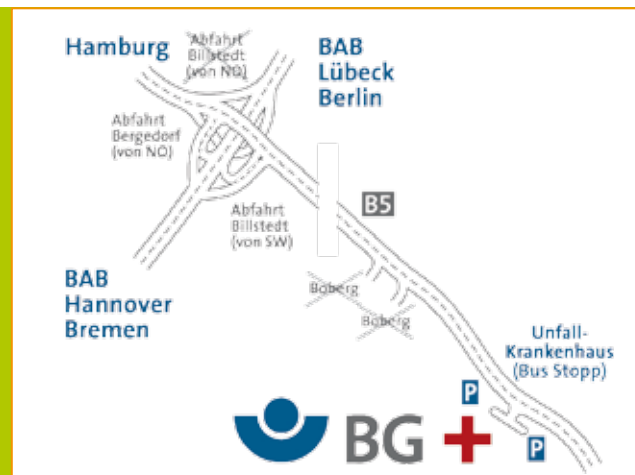 Hamburg
Abfahrt
Billstedt
(von NO)
BAB
Lübeck
Berlin
Abfahrt
Bergedorf
(von NO)
Abfahrt
Billstedt
(von SW)
B5
BAB
Hannover
Bremen
Boberg
Boberg
Unfall-
Krankenhaus
(Bus Stopp)
P
P
BG